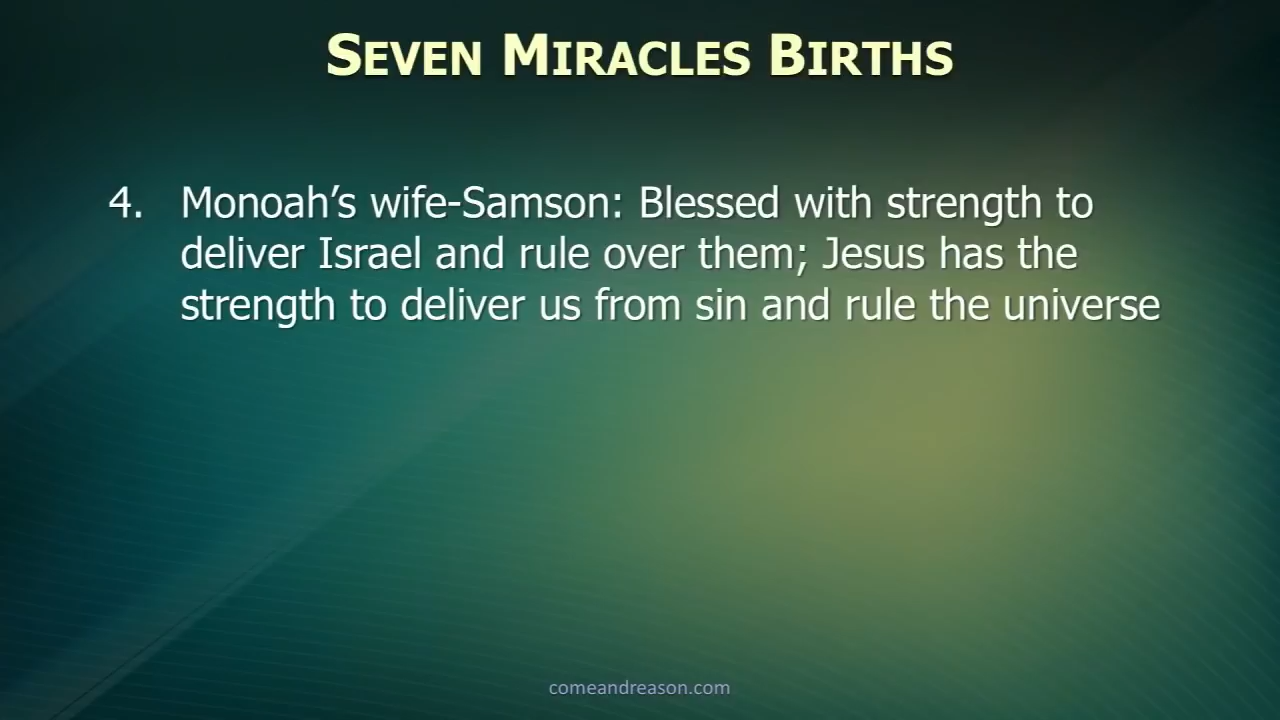 SEVEN MIRACLES BIRTHS
4. Monoah’s wife-Samson: Blessed with strength to
deliver Israel and rule over them; Jesus has the
strength to deliver us from sin and rule the universe
comeandreason.com